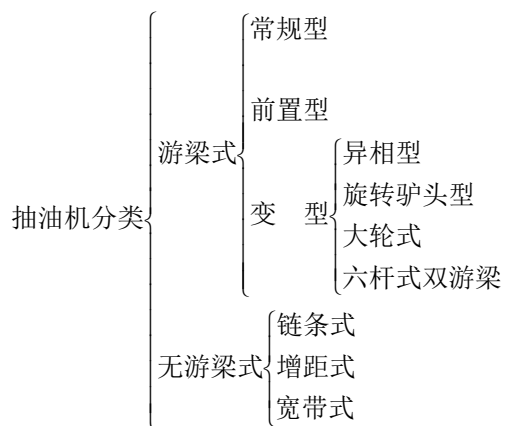 常规型
前置型
游梁式
异相型
旋转驴头型
变 型
大轮式
抽油机分类
六杆式双游梁
链条式
无游梁式
增距式
宽带式